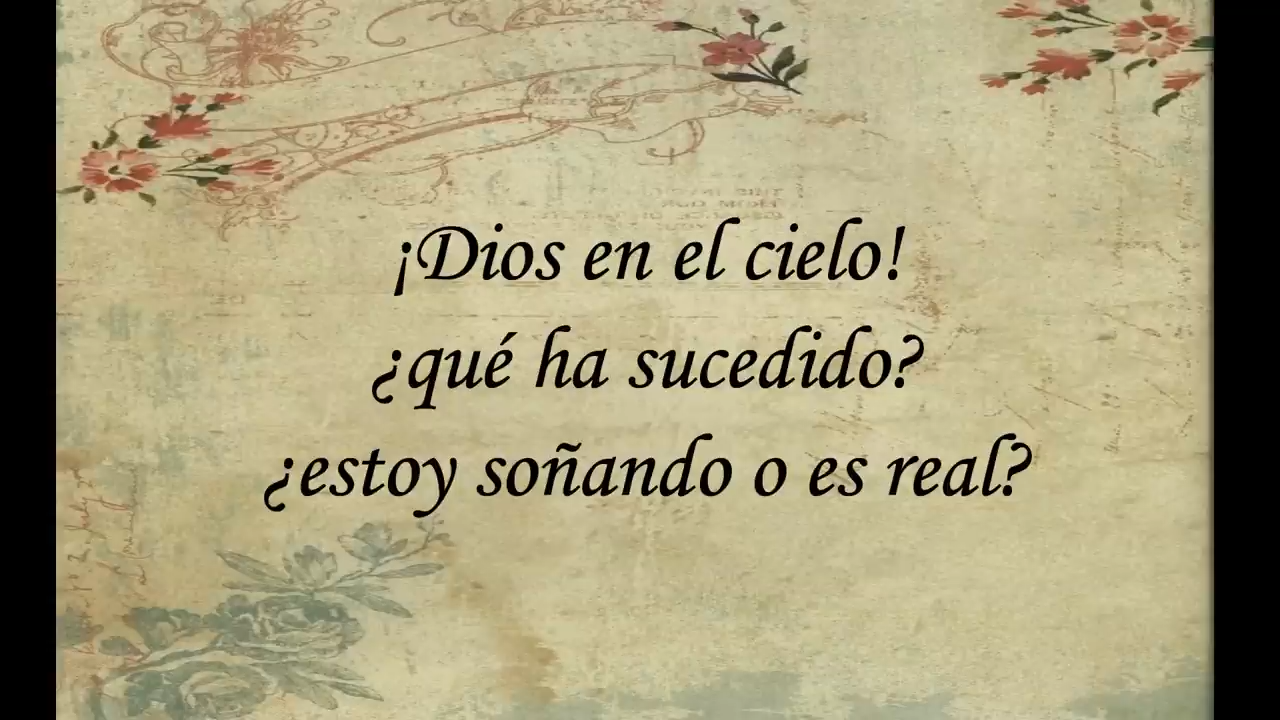 ¡Dios en el cielo!
¿qué ha sucedido?
¿estoy soñando o es real?